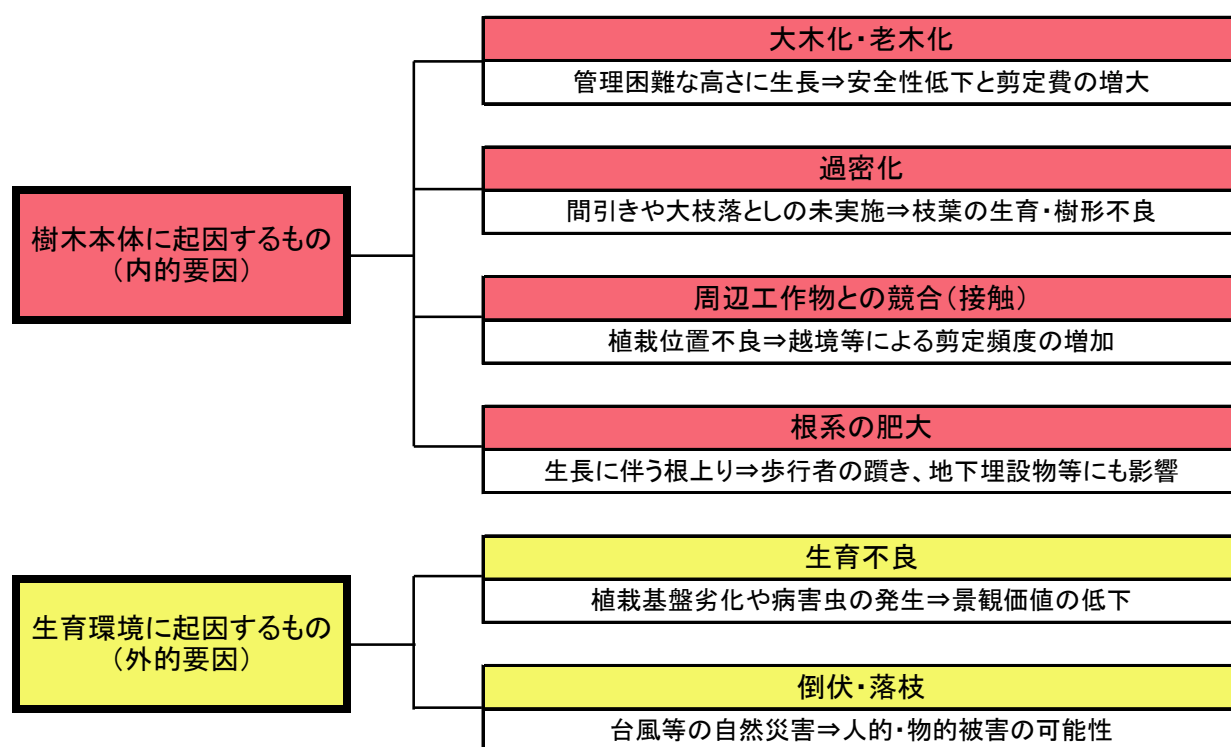 大木化・老木化
管理困難な高さに生長⇒安全性低下と剪定費の増大
過密化
間引きや大枝落としの未実施⇒枝葉の生育・樹形不良
樹木本体に起因するもの
（内的要因）
周辺工作物との競合（接触）
植栽位置不良⇒越境等による剪定頻度の増加
根系の肥大
生長に伴う根上り⇒歩行者の躓き、地下埋設物等にも影響
生育不良
植栽基盤劣化や病害虫の発生⇒景観価値の低下
生育環境に起因するもの
（外的要因）
倒伏・落枝
台風等の自然災害⇒人的・物的被害の可能性